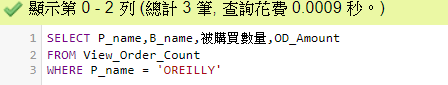 顯示第 0 - 2 列 (總計 3 筆, 查詢花費 0.0009 秒。)
1 SELECT P_name,B_name,被購買數量,OD_Amount
2 FROM View_Order_Count
3 WHERE P_name = 'OREILLY'